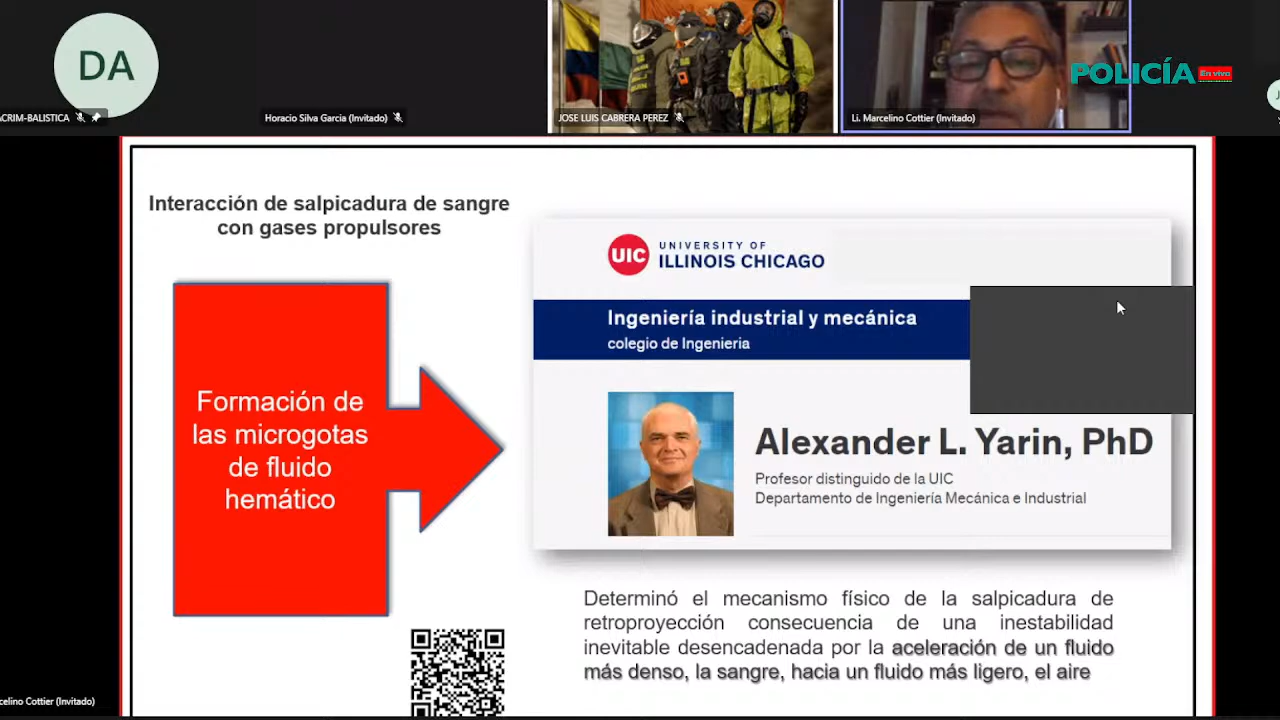 DA
ACRIM-BALISTICA
Horacio Silva Garcia (Invitado)
JOSE LUIS CABRERA PEREZ
Li. Marcelino Cottier (Invitado)
POLICÍA En vivo
Interacción de salpicadura de sangre
con gases propulsores
Formación de
las microgotas
de fluido
hemático
UIC
UNIVERSITY OF
ILLINOIS CHICAGO
Ingeniería industrial y mecánica
colegio de Ingenieria
Alexander L. Yarin, PhD
Profesor distinguido de la UIC
Departamento de Ingeniería Mecánica e Industrial
Determinó el mecanismo físico de la salpicadura de
retroproyección consecuencia de una inestabilidad
inevitable desencadenada por la aceleración de un fluido
más denso, la sangre, hacia un fluido más ligero, el aire
celino Cottier (Invitado)